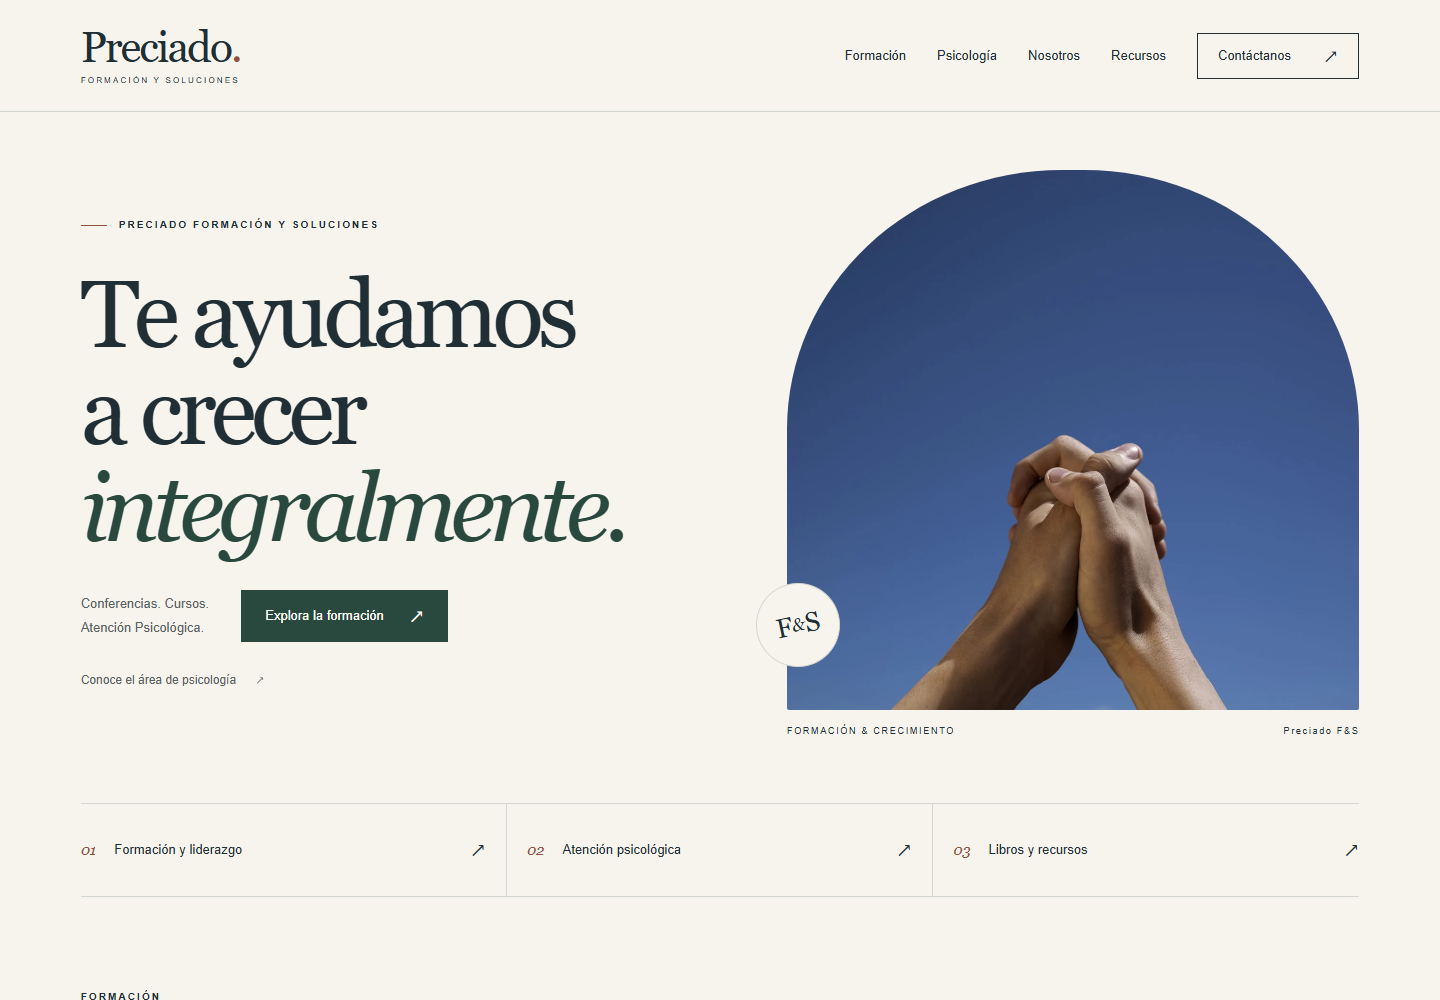 Preciado.
FORMACIÓN Y SOLUCIONES
Formación
Psicología
Nosotros
Recursos
Contáctanos ↗
PRECIADO FORMACIÓN Y SOLUCIONES
Te ayudamos
a crecer
integralmente.
Conferencias. Cursos.
Atención Psicológica.
Explora la formación ↗
Conoce el área de psicología ↗
F&S
FORMACIÓN & CRECIMIENTO
Preciado F&S
01 Formación y liderazgo ↗
02 Atención psicológica ↗
03 Libros y recursos ↗
FORMACIÓN